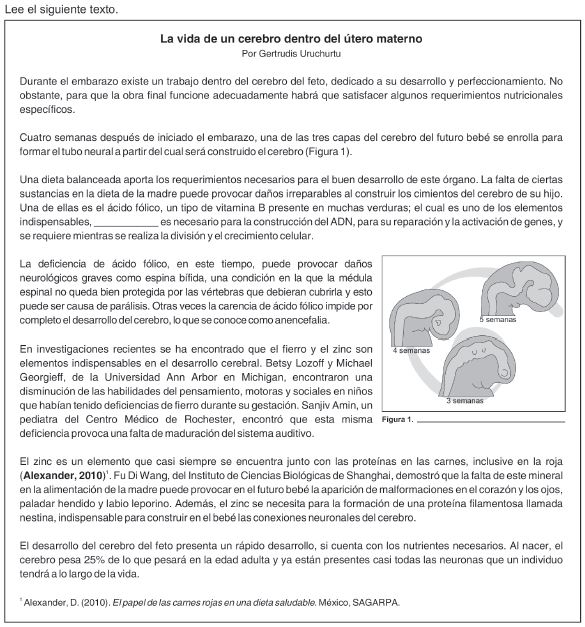 Lee el siguiente texto.
La vida de un cerebro dentro del útero materno
Por Gertrudis Uruchurtu
Durante el embarazo existe un trabajo dentro del cerebro del feto, dedicado a su desarrollo y perfeccionamiento. No
obstante, para que la obra final funcione adecuadamente habrá que satisfacer algunos requerimientos nutricionales
específicos.
Cuatro semanas después de iniciado el embarazo, una de las tres capas del cerebro del futuro bebé se enrolla para
formar el tubo neural a partir del cual será construido el cerebro (Figura 1).
Una dieta balanceada aporta los requerimientos necesarios para el buen desarrollo de este órgano. La falta de ciertas
sustancias en la dieta de la madre puede provocar daños irreparables al construir los cimientos del cerebro de su hijo.
Una de ellas es el ácido fólico, un tipo de vitamina B presente en muchas verduras; el cual es uno de los elementos
indispensables, ___________ es necesario para la construcción del ADN, para su reparación y la activación de genes, y
se requiere mientras se realiza la división y el crecimiento celular.
La deficiencia de ácido fólico, en este tiempo, puede provocar daños
neurológicos graves como espina bífida, una condición en la que la médula
espinal no queda bien protegida por las vértebras que debieran cubrirla y esto
puede ser causa de parálisis. Otras veces la carencia de ácido fólico impide por
completo el desarrollo del cerebro, lo que se conoce como anencefalia.
En investigaciones recientes se ha encontrado que el fierro y el zinc son
elementos indispensables en el desarrollo cerebral. Betsy Lozoff y Michael
Georgieff, de la Universidad Ann Arbor en Michigan, encontraron una
disminución de las habilidades del pensamiento, motoras y sociales en niños
que habían tenido deficiencias de fierro durante su gestación. Sanjiv Amin, un
pediatra del Centro Médico de Rochester, encontró que esta misma
deficiencia provoca una falta de maduración del sistema auditivo.
5 semanas
4 semanas
3 semanas
Figura 1. ___________
El zinc es un elemento que casi siempre se encuentra junto con las proteínas en las carnes, inclusive en la roja
(Alexander, 2010)¹. Fu Di Wang, del Instituto de Ciencias Biológicas de Shanghai, demostró que la falta de este mineral
en la alimentación de la madre puede provocar en el futuro bebé la aparición de malformaciones en el corazón y los ojos,
paladar hendido y labio leporino. Además, el zinc se necesita para la formación de una proteína filamentosa llamada
nestina, indispensable para construir en el bebé las conexiones neuronales del cerebro.
El desarrollo del cerebro del feto presenta un rápido desarrollo, si cuenta con los nutrientes necesarios. Al nacer, el
cerebro pesa 25% de lo que pesará en la edad adulta y ya están presentes casi todas las neuronas que un individuo
tendrá a lo largo de la vida.
¹ Alexander, D. (2010). El papel de las carnes rojas en una dieta saludable. México, SAGARPA.